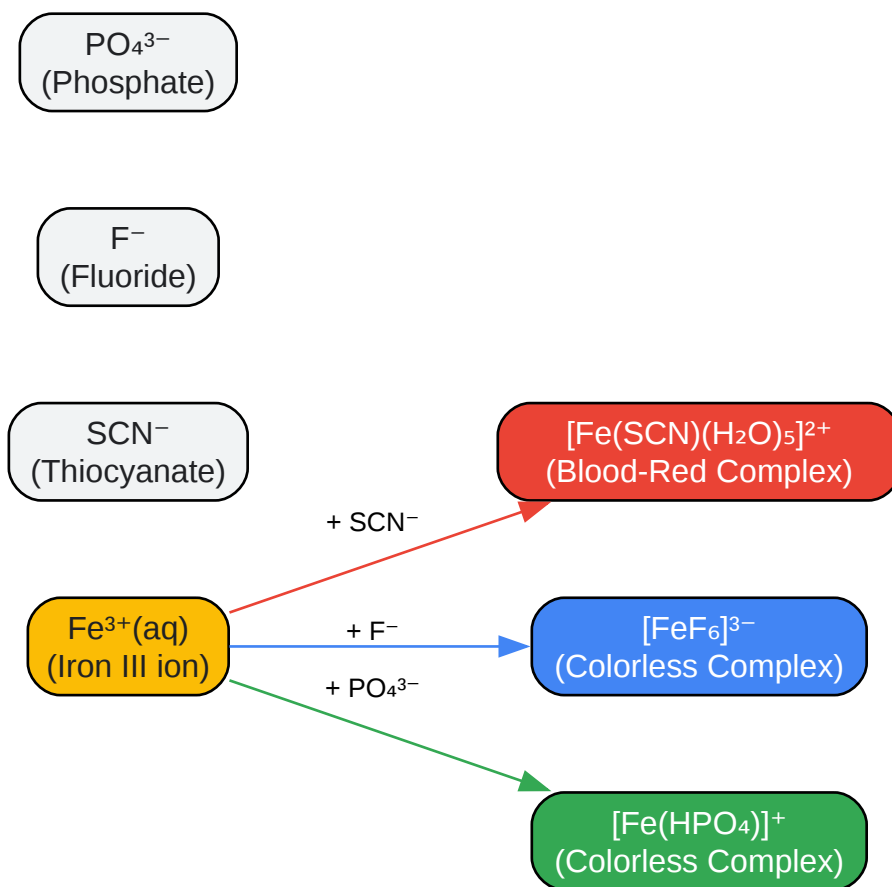 PO₄³⁻
(Phosphate)
F⁻
(Fluoride)
SCN⁻
(Thiocyanate)
[Fe(SCN)(H₂O)₅]²⁺
(Blood-Red Complex)
+ SCN⁻
Fe³⁺(aq)
(Iron III ion)
+ F⁻
[FeF₆]³⁻
(Colorless Complex)
+ PO₄³⁻
[Fe(HPO₄)]⁺
(Colorless Complex)